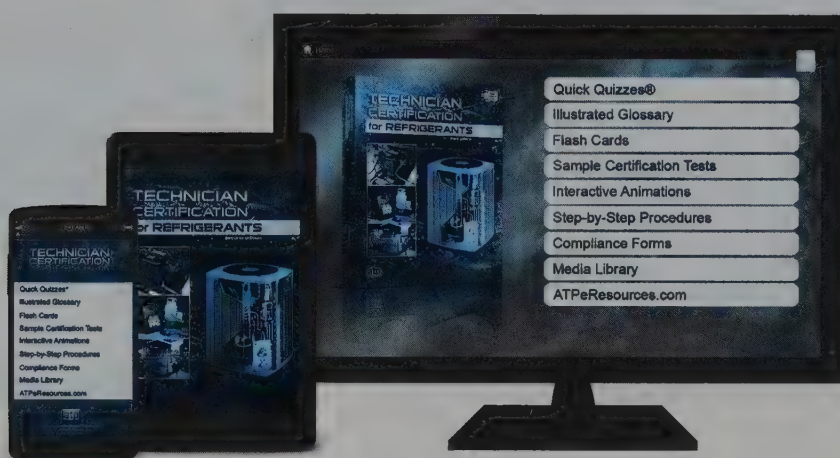 TECHNICIAN
CERTIFICATION
for REFRIGERANTS
Quick Quizzes®
Illustrated Glossary
Flash Cards
Sample Certification Tests
Interactive Animations
Step-by-Step Procedures
Compliance Forms
Media Library
ATPeResources.com
TECHNICIAN
CERTIFICATION
for REFRIGERANTS
TECHNICIAN
CERTIFICATION
Quick Quizzes®
Illustrated Glossary
Flash Cards
Sample Certification Tests
Interactive Animations
Step-by-Step Procedures
Compliance Forms
Media Library
ATPeResources.com